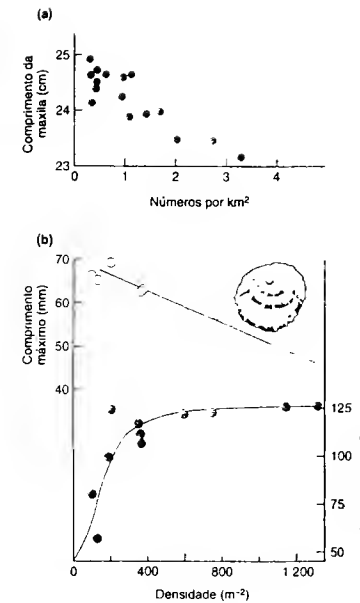 (a)
Comprimento da
maxila (cm)
25
24
23
0 1 2 3 4
Números por km²
(b)
Comprimento
máximo (mm)
70
60
50
40
125
100
75
50
0 400 800 1 200
Densidade (m⁻²)